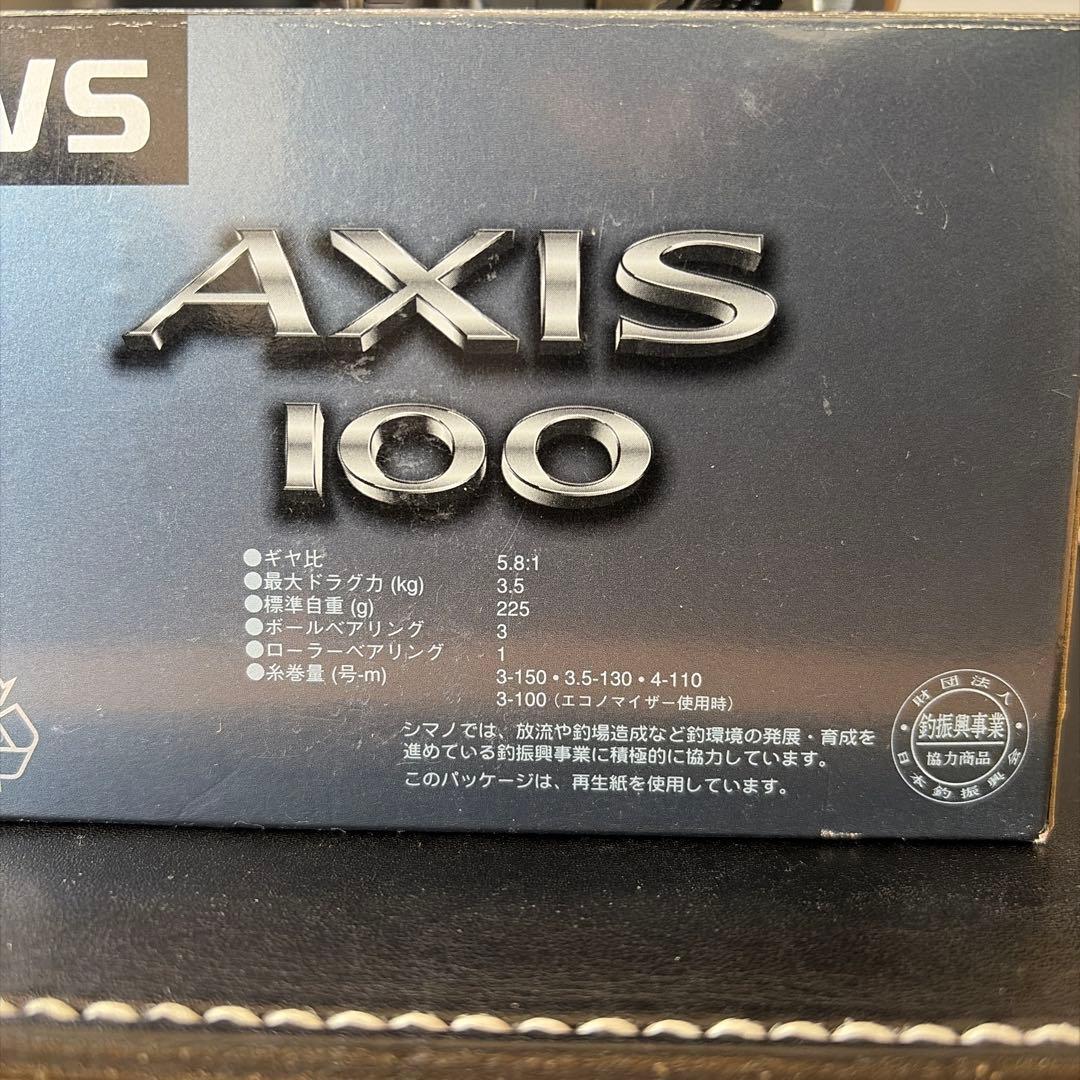 VS
AXIS
100
●ギヤ比 5.8:1
●最大ドラグ力 (kg) 3.5
●標準自重 (g) 225
●ボールベアリング 3
●ローラーベアリング 1
●糸巻量 (号-m) 3-150・3.5-130・4-110
3-100（エコノマイザー使用時）
シマノでは、放流や釣場造成など釣環境の発展・育成を
進めている釣振興事業に積極的に協力しています。
このパッケージは、再生紙を使用しています。
財団法人
釣振興事業
協力商品
日本釣振興会